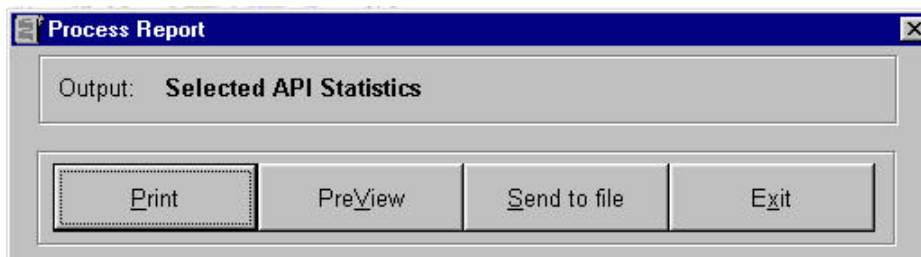 Process Report
Output: Selected API Statistics
Print PreView Send to file Exit